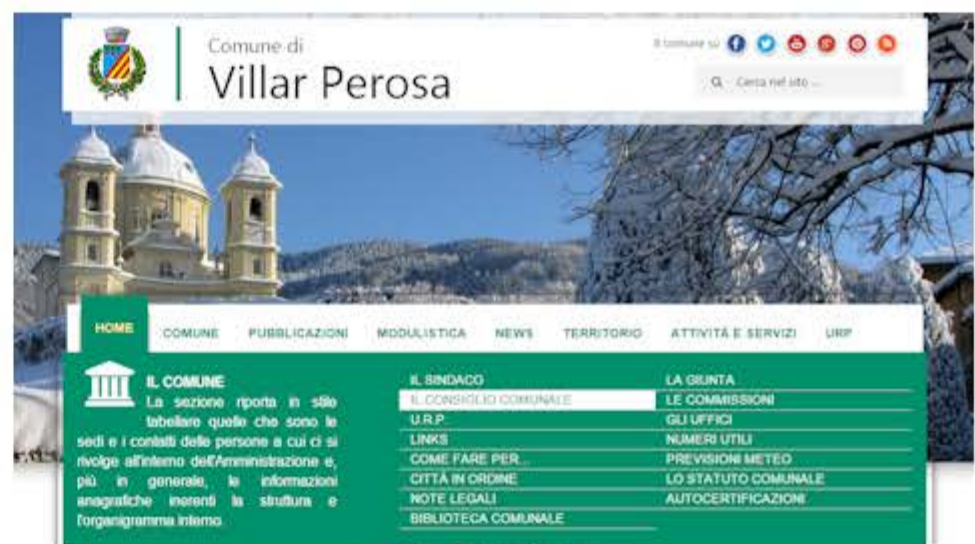 Comune di
Villar Perosa
Il comune su
Cerca nel sito ...
HOME
COMUNE
PUBBLICAZIONI
MODULISTICA
NEWS
TERRITORIO
ATTIVITÀ E SERVIZI
URP
IL COMUNE
La sezione riporta in stile
tabellare quelle che sono le
sedi e i contatti delle persone a cui ci si
rivolge all'interno dell'Amministrazione e,
più in generale, le informazioni
anagrafiche inerenti la struttura e
l'organigramma interno.
IL SINDACO
IL CONSIGLIO COMUNALE
U.R.P.
LINKS
COME FARE PER...
CITTÀ IN ORDINE
NOTE LEGALI
BIBLIOTECA COMUNALE
LA GIUNTA
LE COMMISSIONI
GLI UFFICI
NUMERI UTILI
PREVISIONI METEO
LO STATUTO COMUNALE
AUTOCERTIFICAZIONI